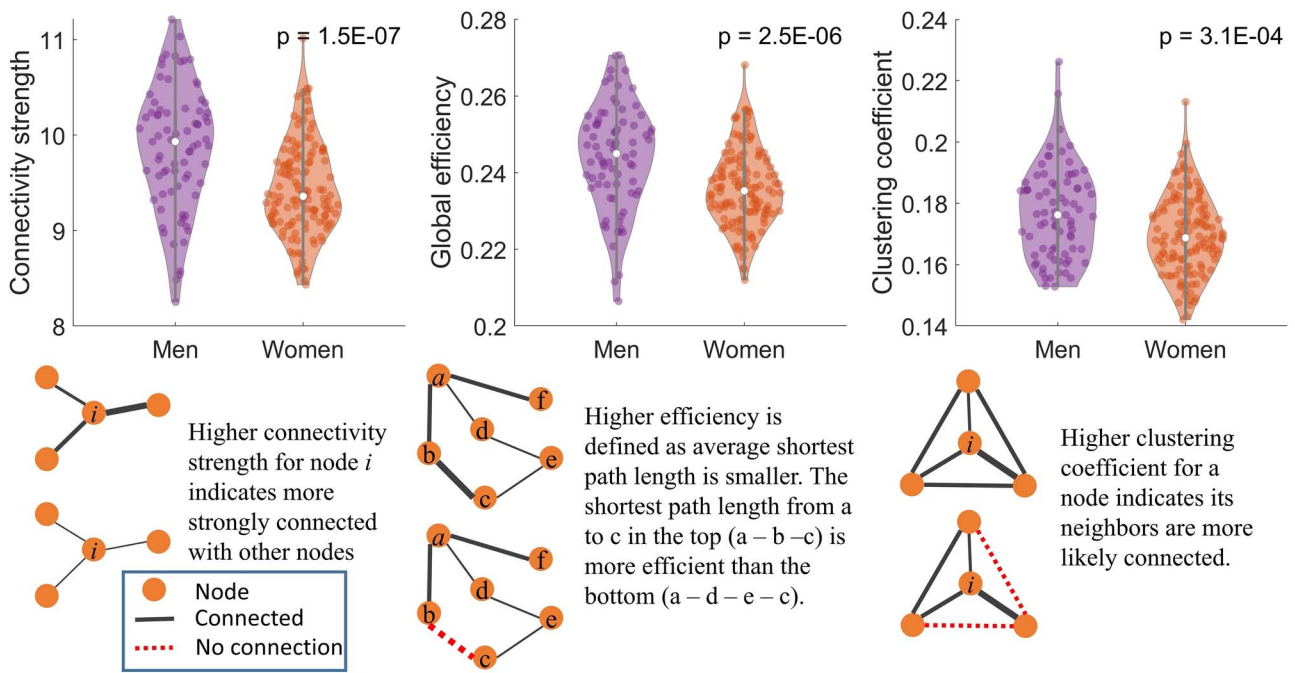 Connectivity strength
11
10
9
8
p = 1.5E-07
Men
Women
Global efficiency
0.28
0.26
0.24
0.22
0.2
p = 2.5E-06
Men
Women
Clustering coefficient
0.24
0.22
0.2
0.18
0.16
0.14
p = 3.1E-04
Men
Women
i
i
Higher connectivity
strength for node i
indicates more
strongly connected
with other nodes
Node
Connected
No connection
a
f
d
b
e
c
a
f
d
b
e
c
Higher efficiency is
defined as average shortest
path length is smaller. The
shortest path length from a
to c in the top (a – b –c) is
more efficient than the
bottom (a – d – e – c).
i
i
Higher clustering
coefficient for a
node indicates its
neighbors are more
likely connected.